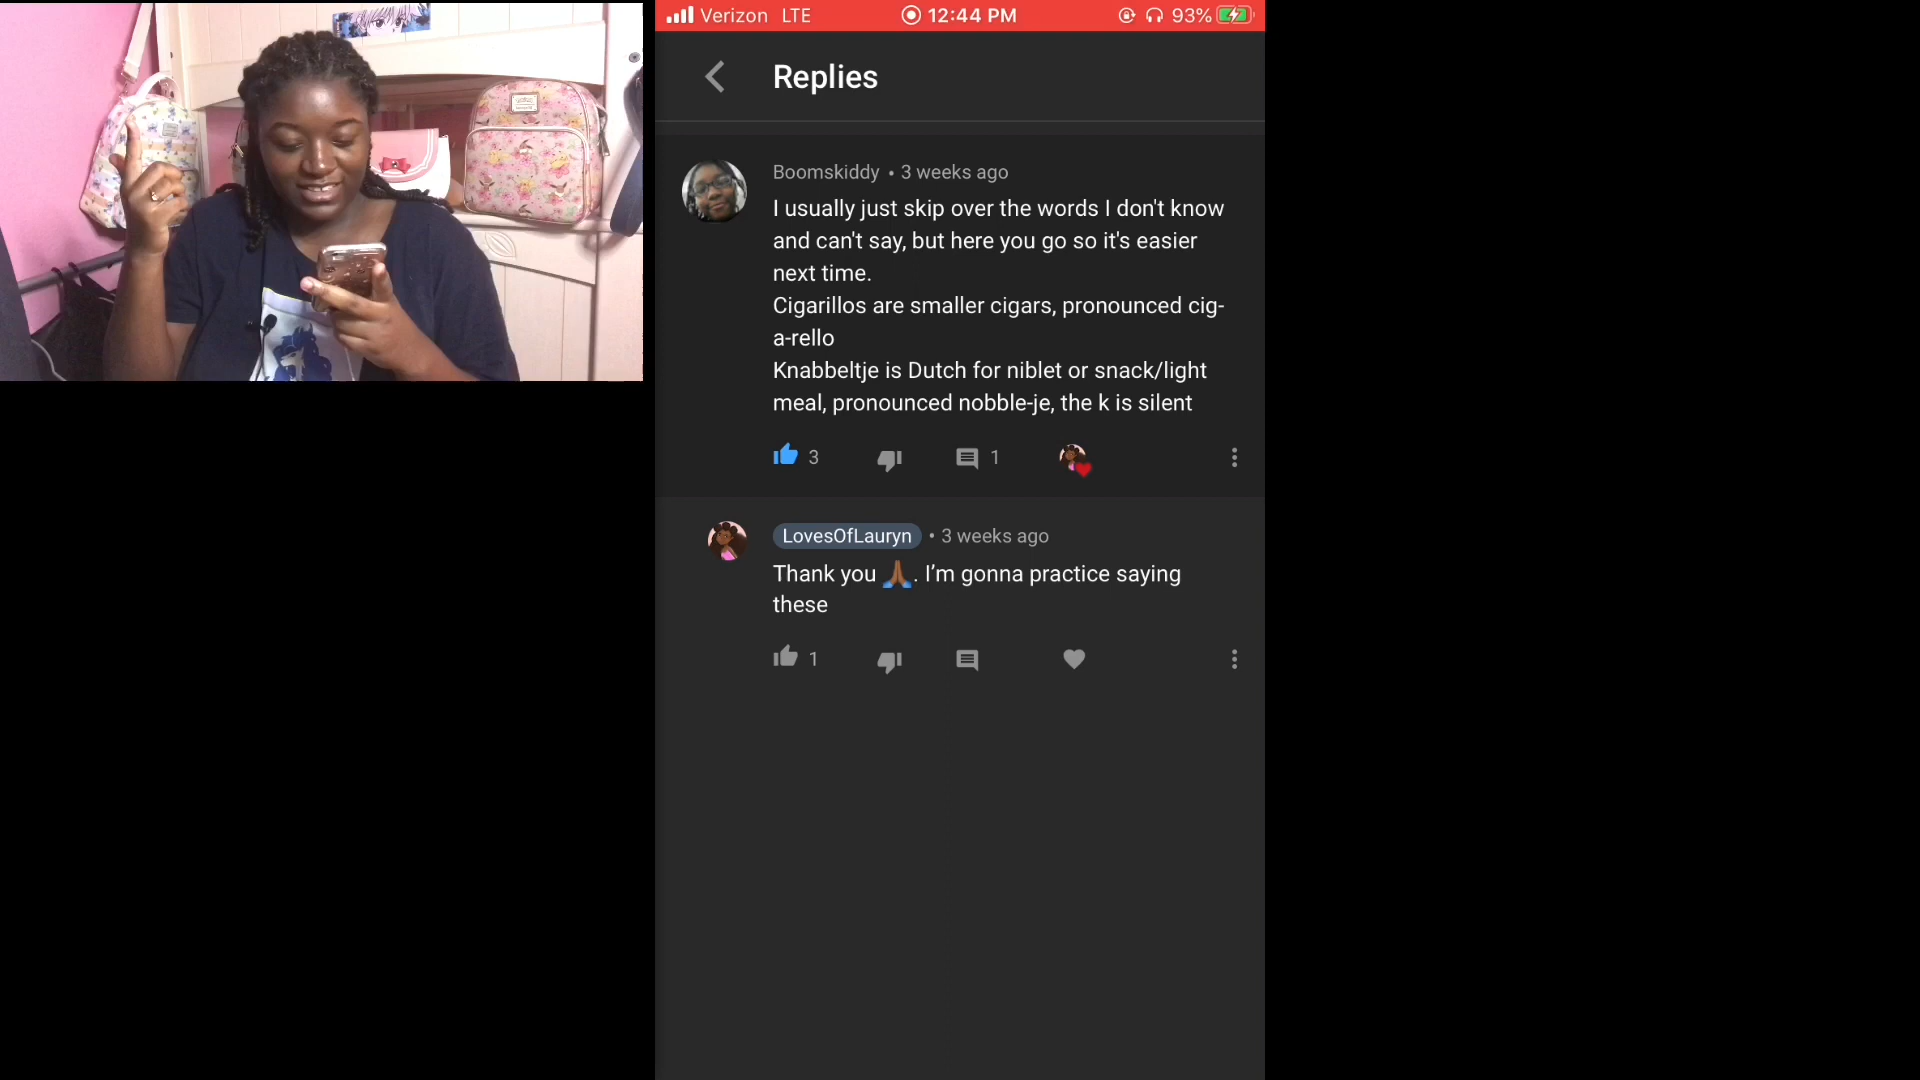 Verizon LTE 12:44 PM 93%
Replies
Boomskiddy • 3 weeks ago
I usually just skip over the words I don't know
and can't say, but here you go so it's easier
next time.
Cigarillos are smaller cigars, pronounced cig-
a-rello
Knabbeltje is Dutch for niblet or snack/light
meal, pronounced nobble-je, the k is silent
3 1
LovesOfLauryn • 3 weeks ago
Thank you 🙏🏾. I’m gonna practice saying
these
1